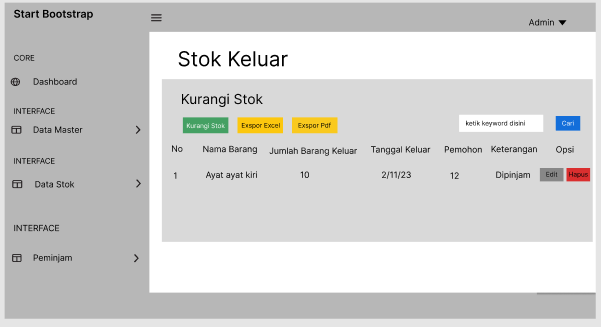 Start Bootstrap
Admin
CORE
Dashboard
INTERFACE
Data Master
INTERFACE
Data Stok
INTERFACE
Peminjam
Stok Keluar
Kurangi Stok
Kurangi Stok Exspor Excel Exspor Pdf ketik keyword disini Cari
No Nama Barang Jumlah Barang Keluar Tanggal Keluar Pemohon Keterangan Opsi
1 Ayat ayat kiri 10 2/11/23 12 Dipinjam Edit Hapus